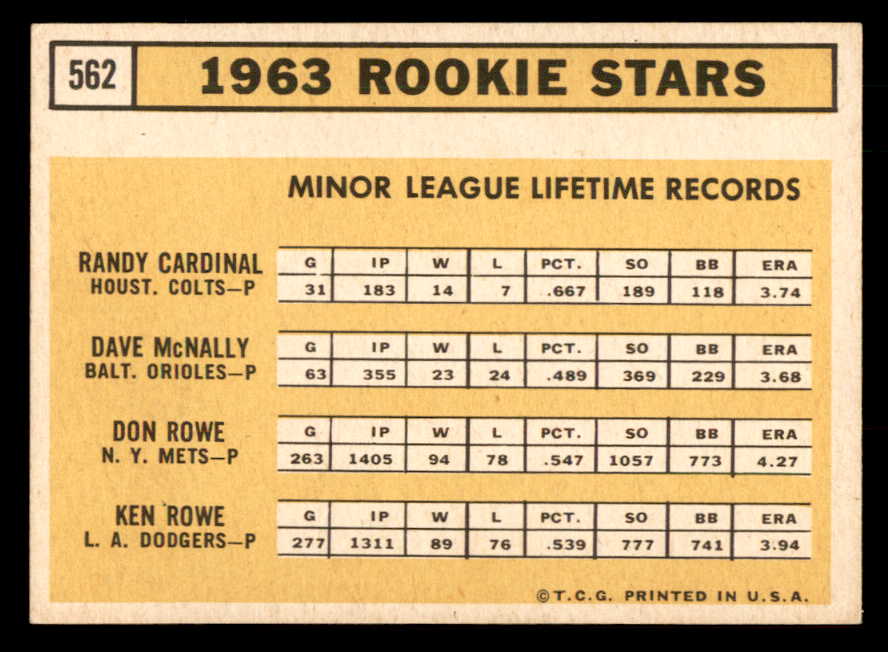 562 1963 ROOKIE STARS
MINOR LEAGUE LIFETIME RECORDS
RANDY CARDINAL G IP W L PCT. SO BB ERA
HOUST. COLTS—P 31 183 14 7 .667 189 118 3.74
DAVE McNALLY G IP W L PCT. SO BB ERA
BALT. ORIOLES—P 63 355 23 24 .489 369 229 3.68
DON ROWE G IP W L PCT. SO BB ERA
N. Y. METS—P 263 1405 94 78 .547 1057 773 4.27
KEN ROWE G IP W L PCT. SO BB ERA
L. A. DODGERS—P 277 1311 89 76 .539 777 741 3.94
©T.C.G. PRINTED IN U.S.A.